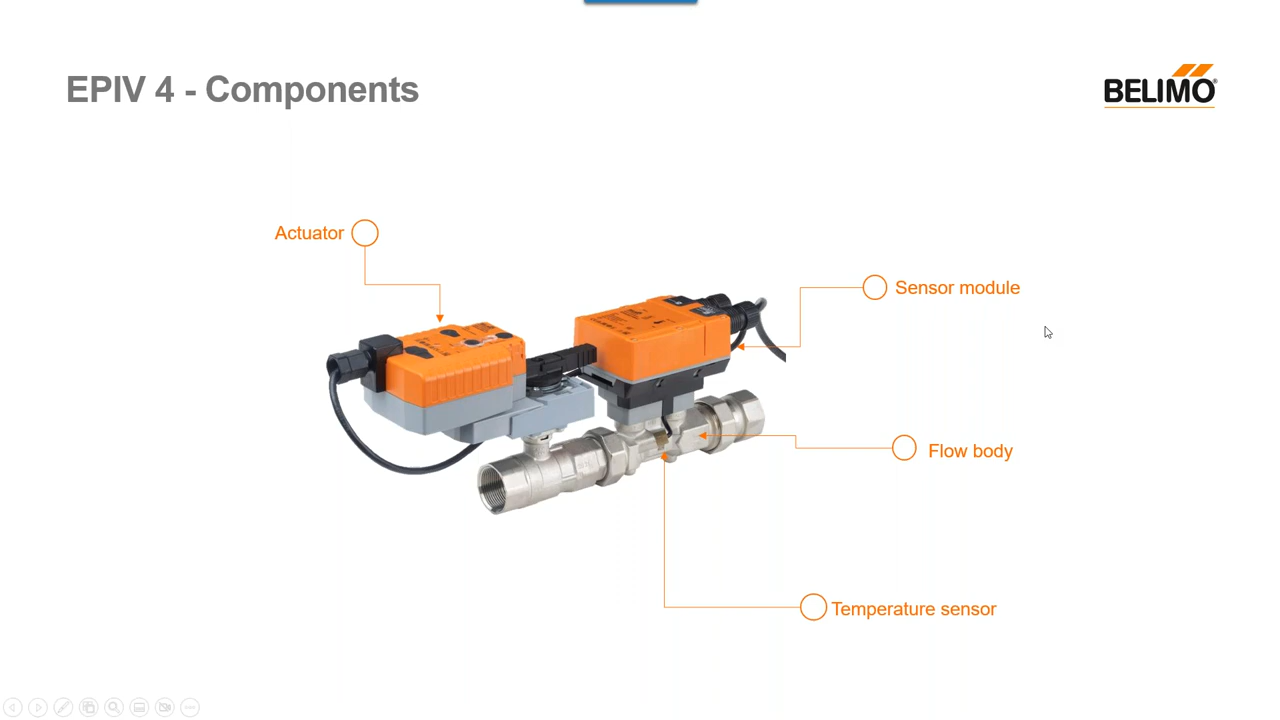 EPIV 4 - Components
BELIMO®
Actuator
Sensor module
Flow body
Temperature sensor